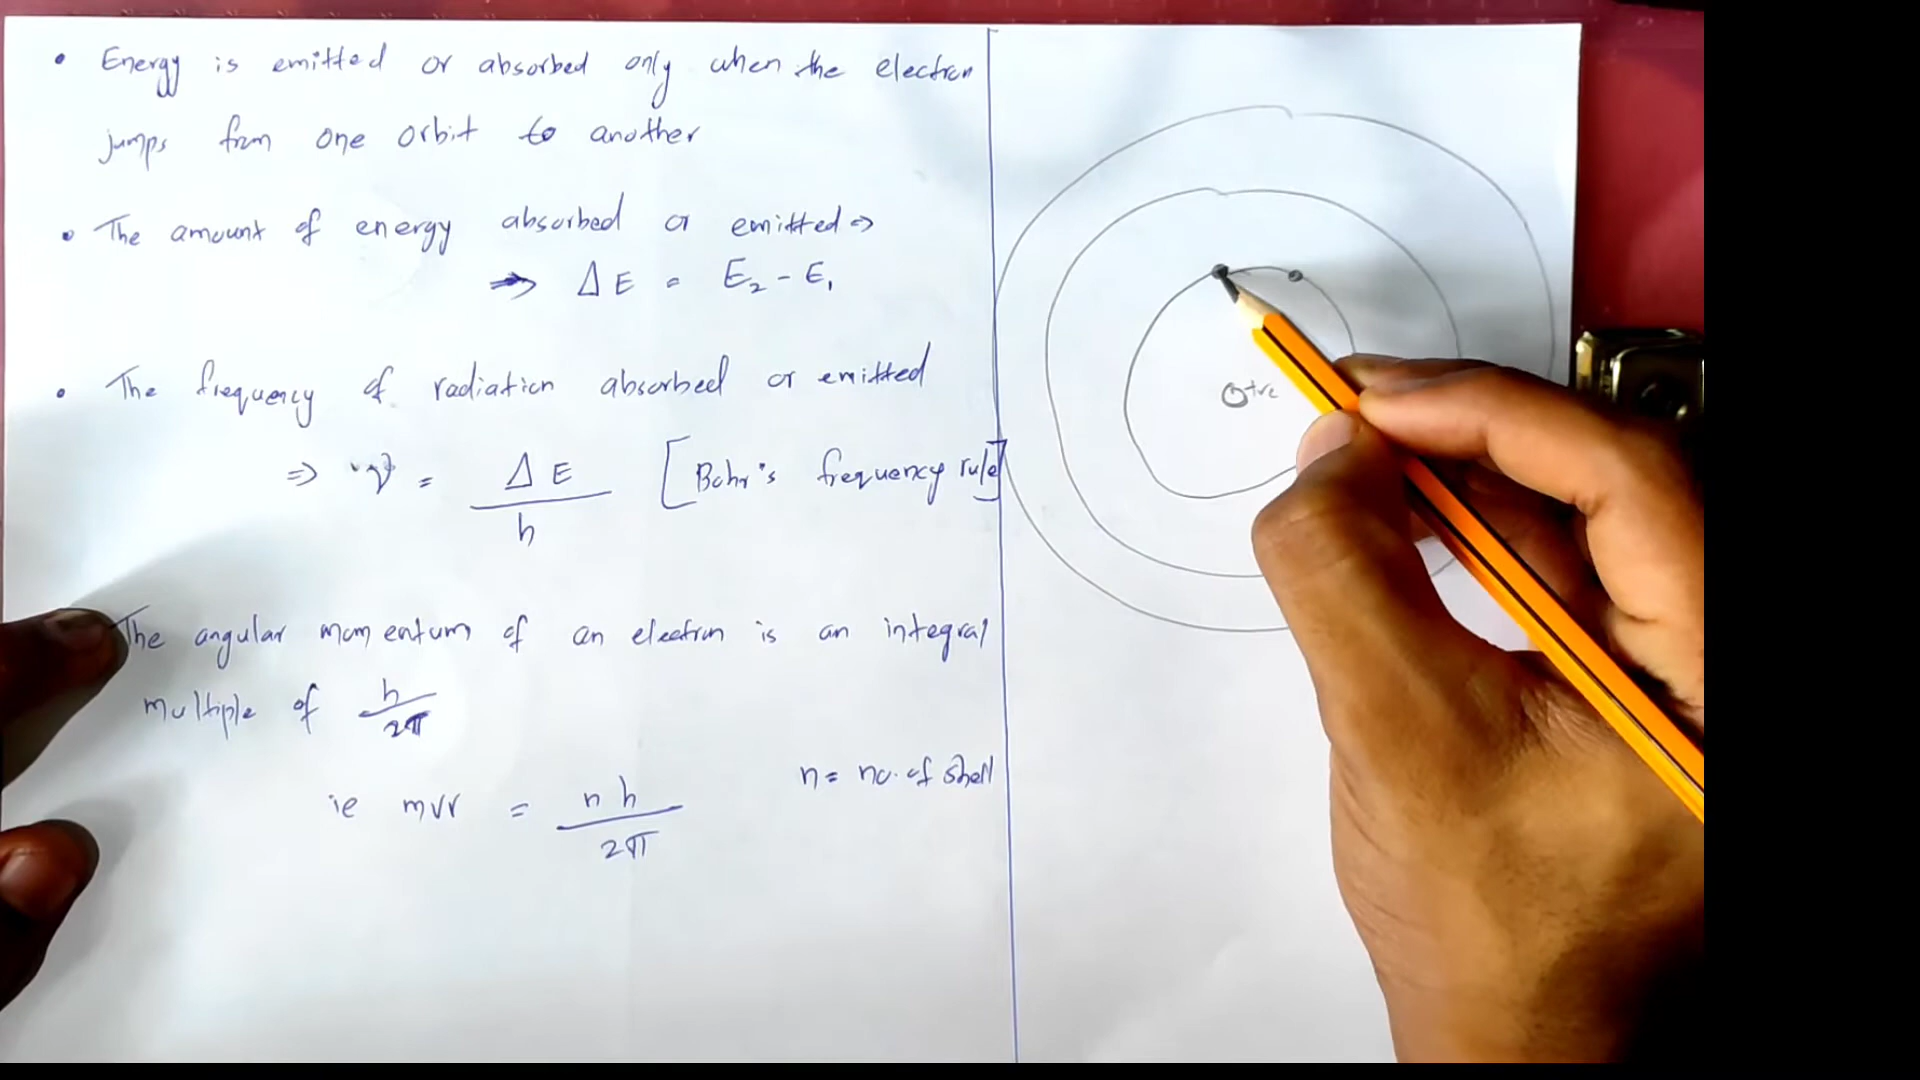 • Energy is emitted or absorbed only when the electron
jumps from one orbit to another
• The amount of energy absorbed or emitted ⇒
⇒ ΔE = E₂ - E₁
• The frequency of radiation absorbed or emitted
⇒ ν = ΔE / h [Bohr's frequency rule]
The angular momentum of an electron is an integral
multiple of h / 2π
n = no. of shell
ie mvr = n h / 2π
+ve